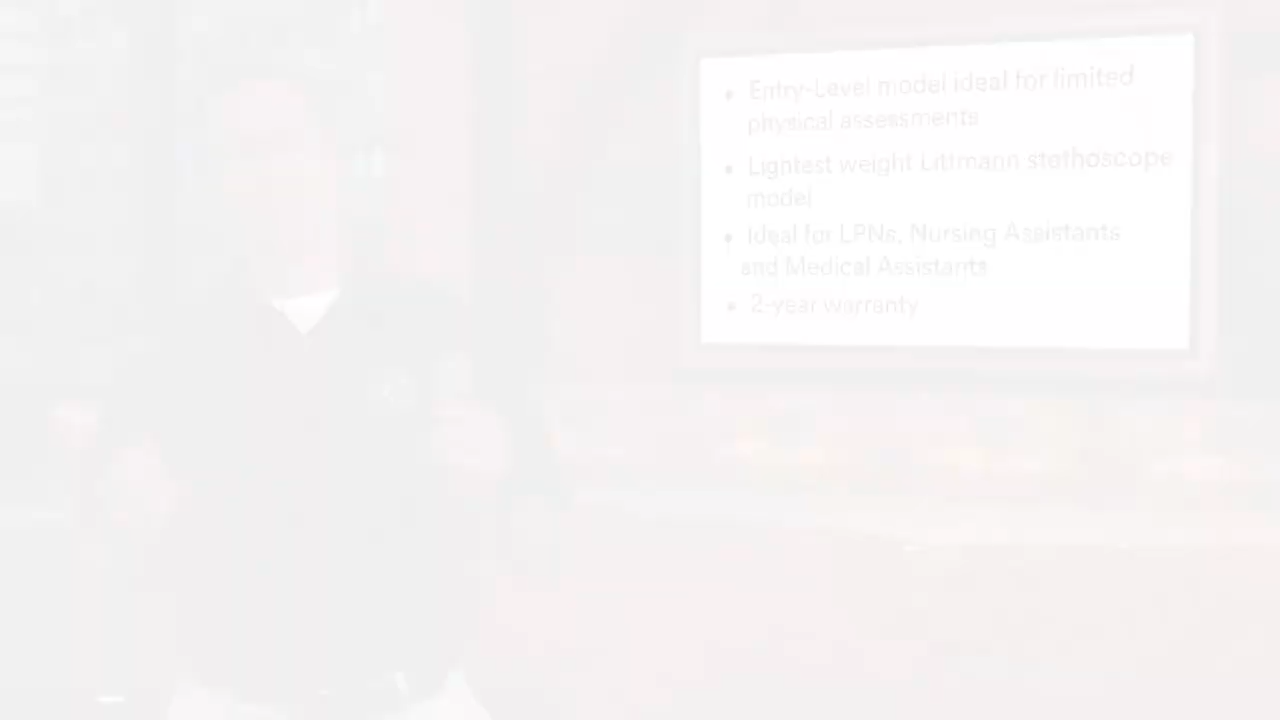 • Entry-Level model ideal for limited
physical assessments
• Lightest weight Littmann stethoscope
model
• Ideal for LPNs, Nursing Assistants
and Medical Assistants
• 2-year warranty